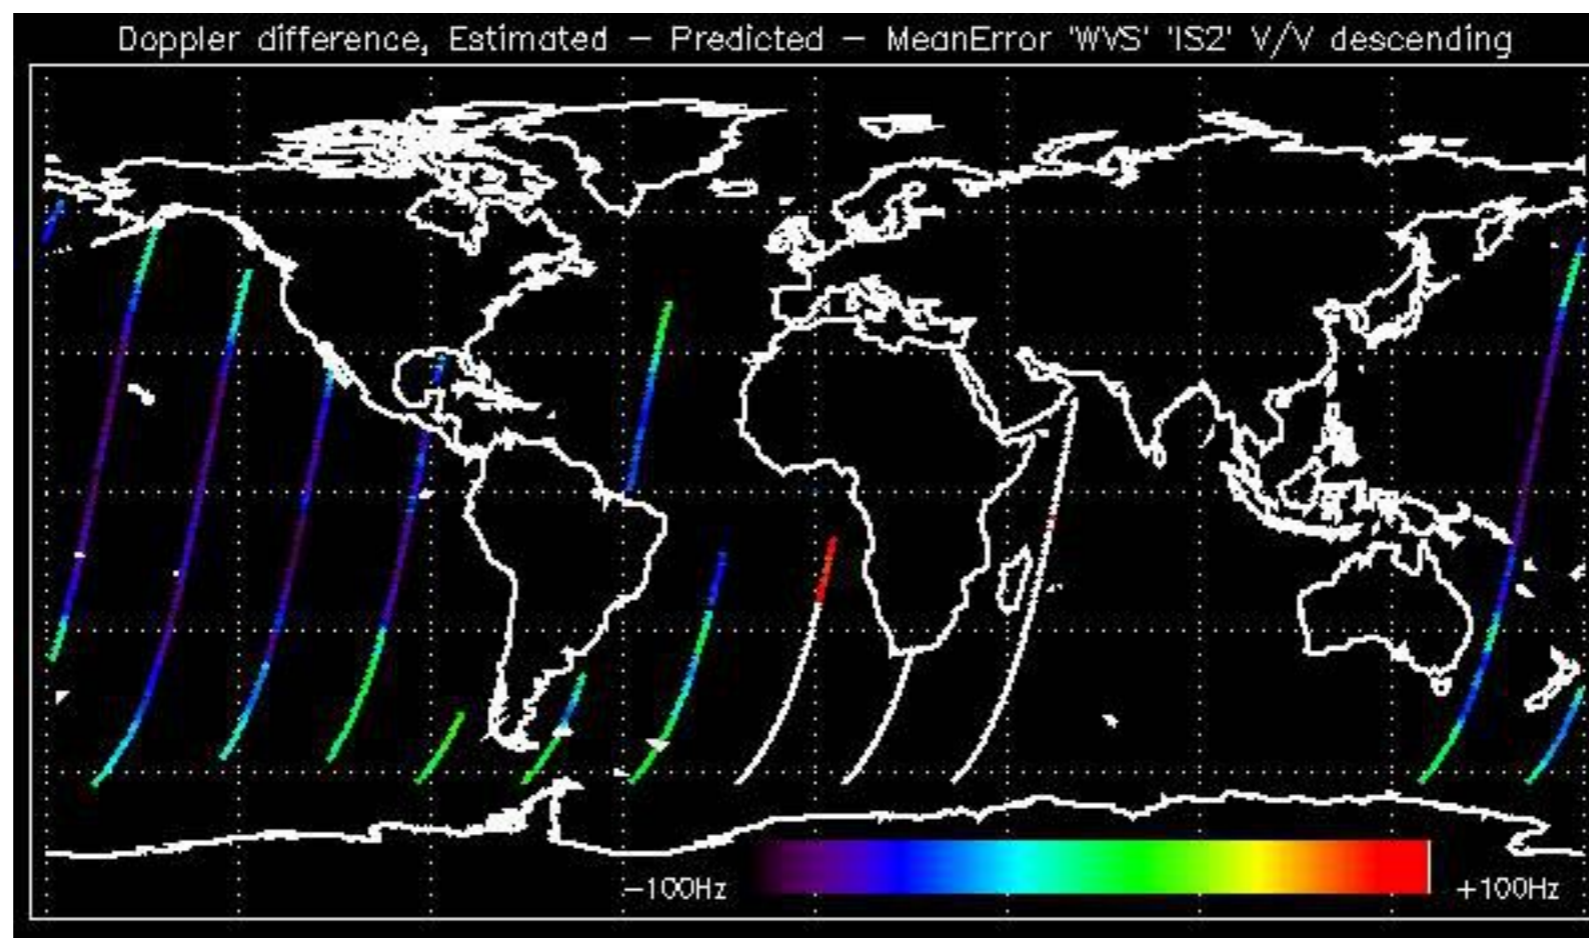 Doppler difference, Estimated – Predicted – MeanError 'WVS' 'IS2' V/V descending
–100Hz
+100Hz